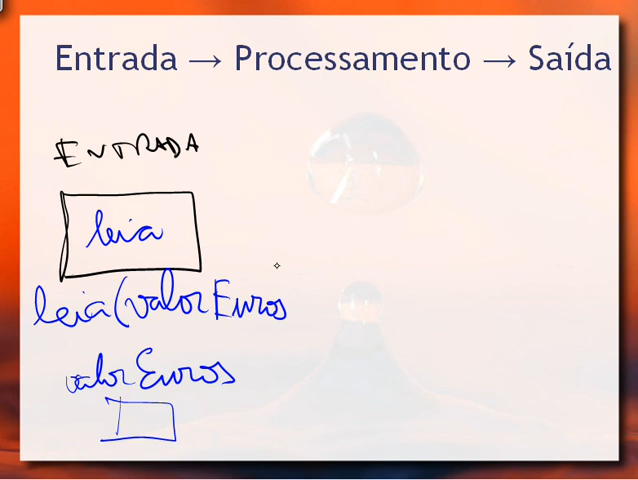 Entrada → Processamento → Saída
ENTRADA
leia
leia(valorEuros
valorEuros